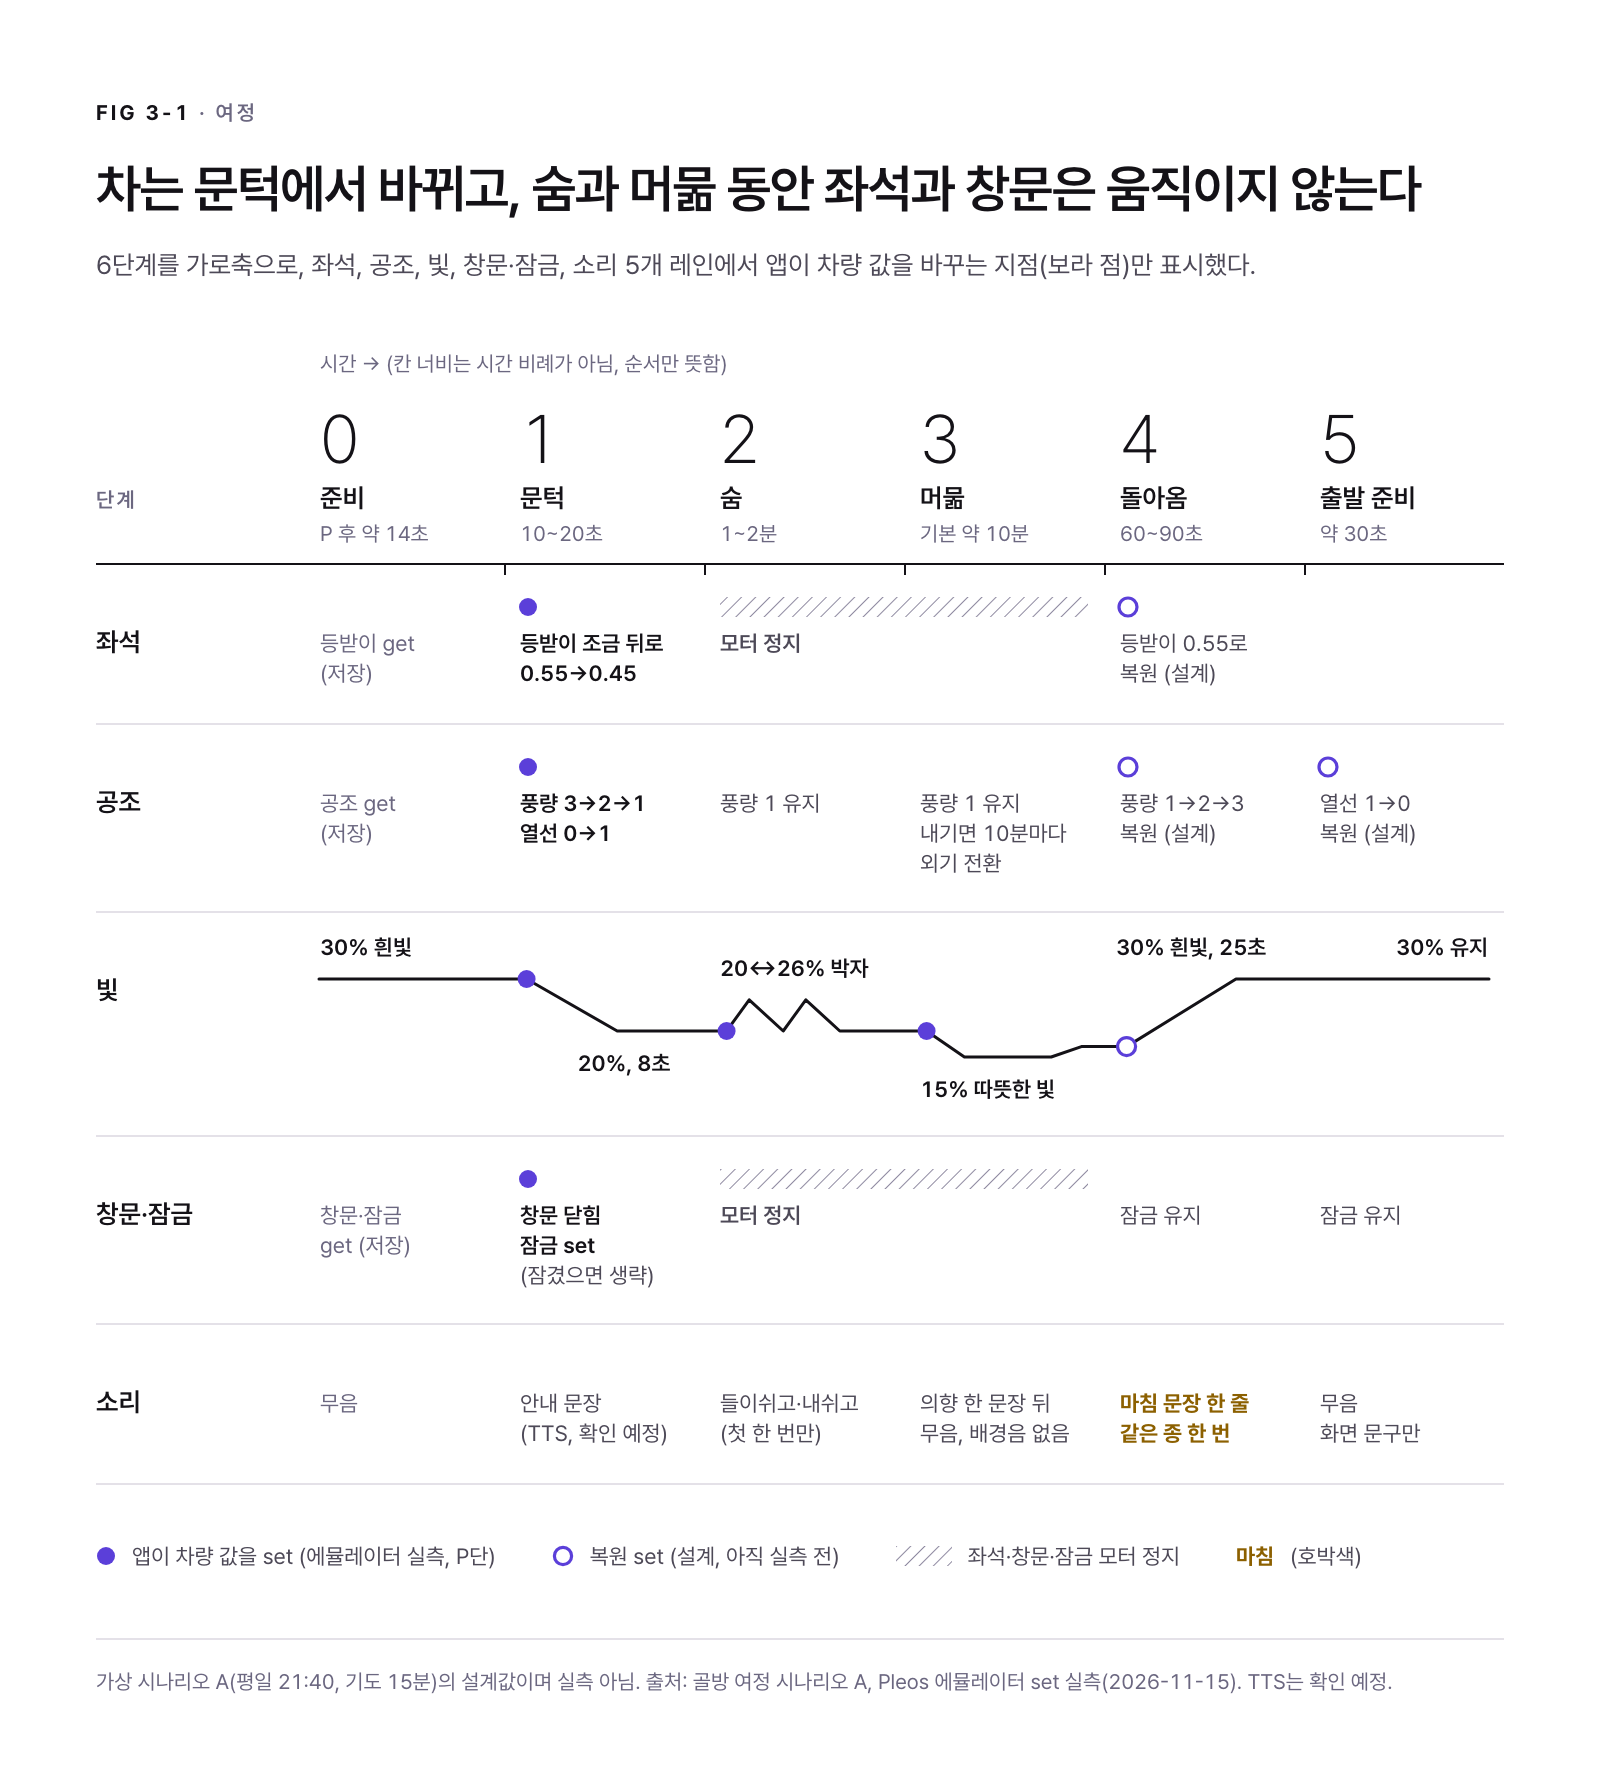 FIG 3-1 · 여정
차는 문턱에서 바뀌고, 숨과 머묾 동안 좌석과 창문은 움직이지 않는다
6단계를 가로축으로, 좌석, 공조, 빛, 창문·잠금, 소리 5개 레인에서 앱이 차량 값을 바꾸는 지점(보라 점)만 표시했다.
시간 → (칸 너비는 시간 비례가 아님, 순서만 뜻함)
0 1 2 3 4 5
단계 준비 문턱 숨 머묾 돌아옴 출발 준비
P 후 약 14초 10~20초 1~2분 기본 약 10분 60~90초 약 30초
좌석 등받이 get 등받이 조금 뒤로 모터 정지 등받이 0.55로
(저장) 0.55→0.45 복원 (설계)
공조 공조 get 풍량 3→2→1 풍량 1 유지 풍량 1 유지 풍량 1→2→3 열선 1→0
(저장) 열선 0→1 내기면 10분마다 복원 (설계) 복원 (설계)
외기 전환
30% 흰빛 20↔26% 박자 30% 흰빛, 25초 30% 유지
빛
20%, 8초
15% 따뜻한 빛
창문·잠금 창문·잠금 창문 닫힘 모터 정지 잠금 유지 잠금 유지
get (저장) 잠금 set
(잠겼으면 생략)
소리 무음 안내 문장 들이쉬고·내쉬고 의향 한 문장 뒤 마침 문장 한 줄 무음
(TTS, 확인 예정) (첫 한 번만) 무음, 배경음 없음 같은 종 한 번 화면 문구만
앱이 차량 값을 set (에뮬레이터 실측, P단) 복원 set (설계, 아직 실측 전) 좌석·창문·잠금 모터 정지 마침 (호박색)
가상 시나리오 A(평일 21:40, 기도 15분)의 설계값이며 실측 아님. 출처: 골방 여정 시나리오 A, Pleos 에뮬레이터 set 실측(2026-11-15). TTS는 확인 예정.